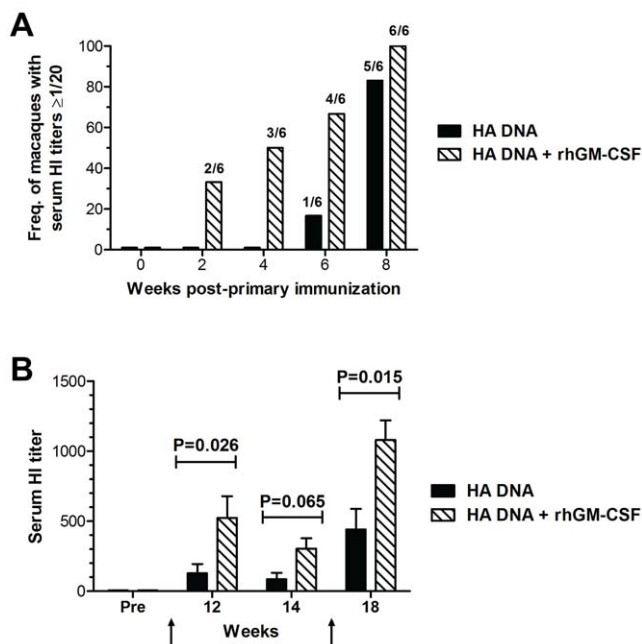 A
Freq. of macaques with
serum HI titers ≥1/20
100
80
60
40
20
0
2/6
3/6
1/6
4/6
5/6
6/6
0
2
4
6
8
Weeks post-primary immunization
HA DNA
HA DNA + rhGM-CSF
B
Serum HI titer
1500
1000
500
0
P=0.026
P=0.065
P=0.015
Pre
12
14
18
Weeks
HA DNA
HA DNA + rhGM-CSF